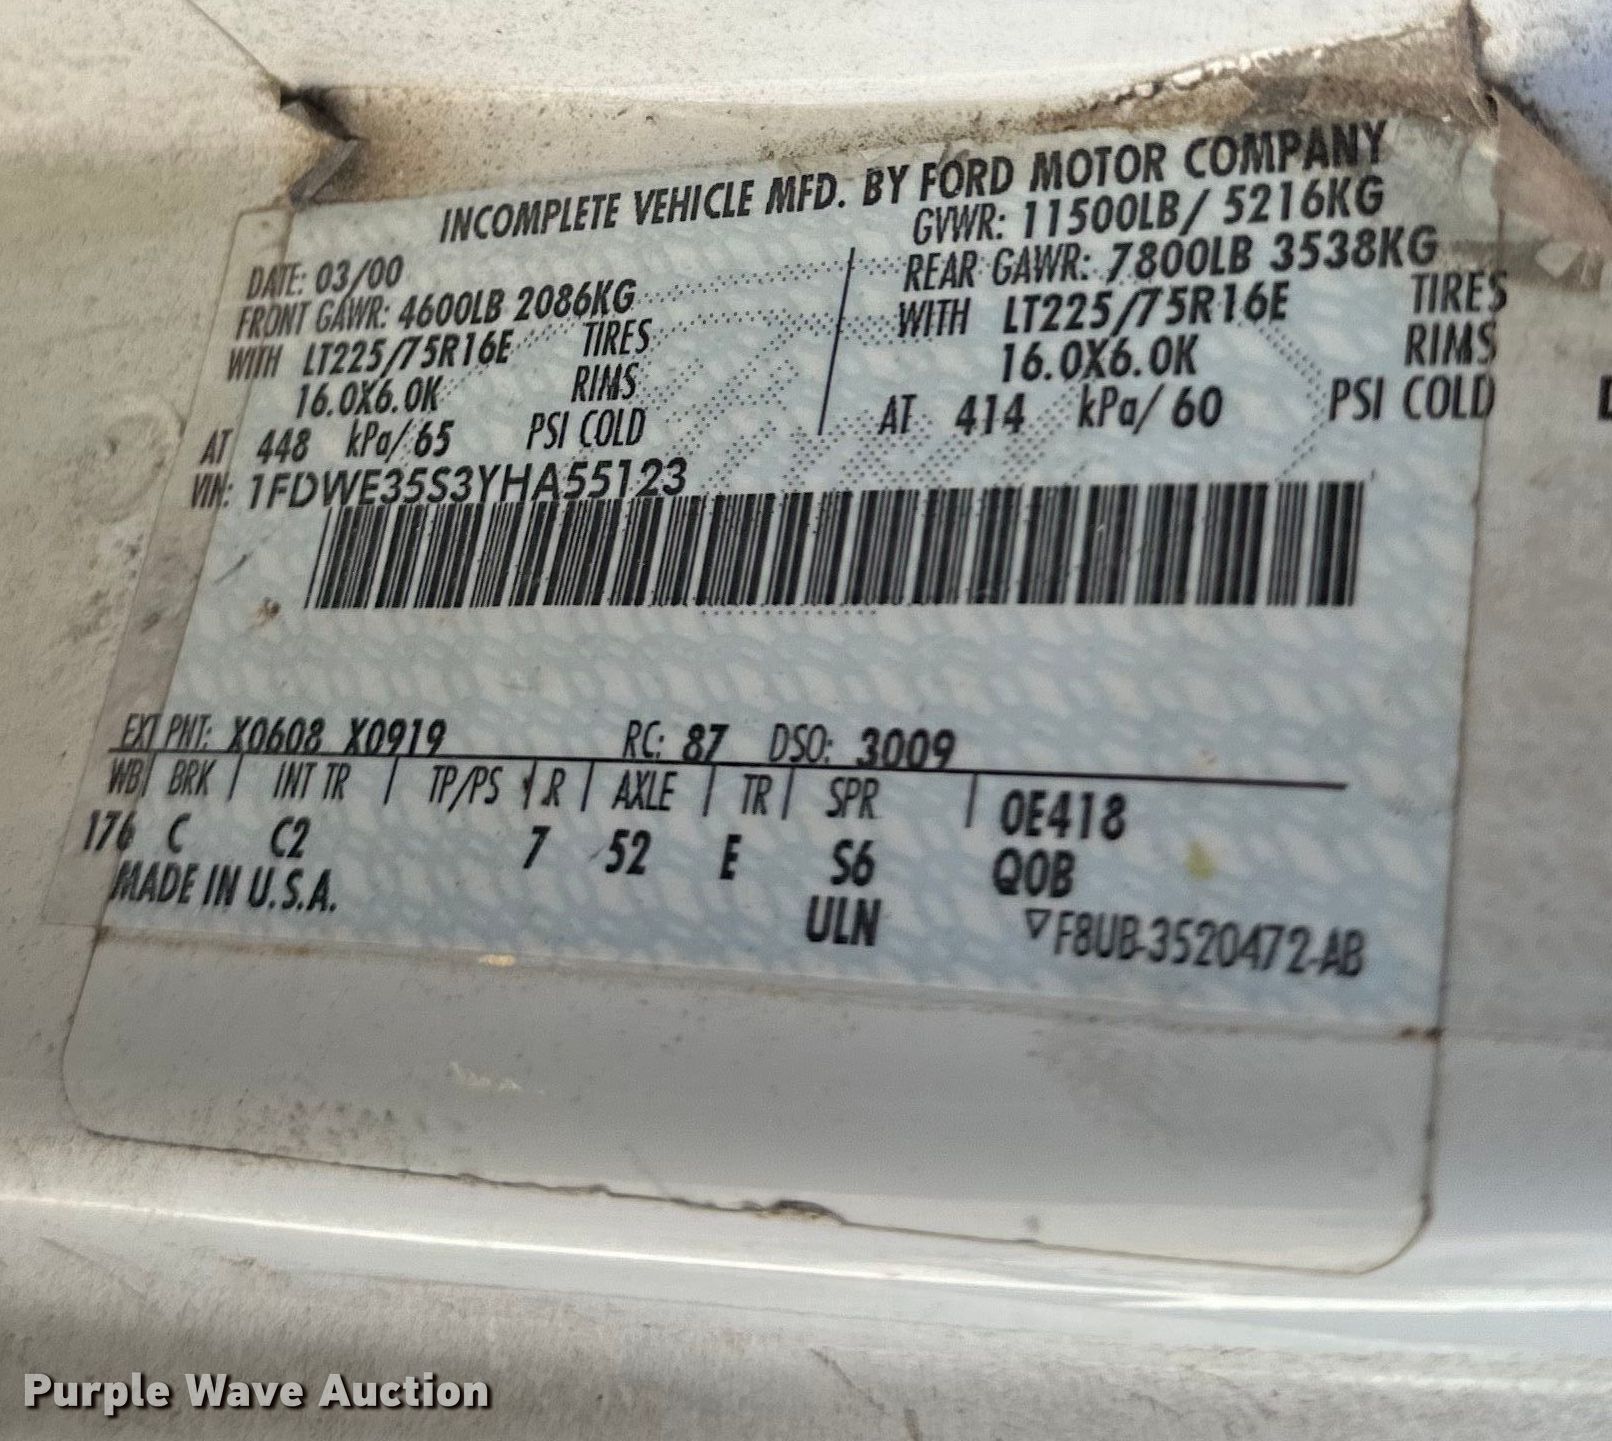 INCOMPLETE VEHICLE MFD. BY FORD MOTOR COMPANY
DATE: 03/00 GVWR: 11500LB/ 5216KG
FRONT GAWR: 4600LB 2086KG REAR GAWR: 7800LB 3538KG
WITH LT225/75R16E TIRES WITH LT225/75R16E TIRES
16.0X6.0K RIMS 16.0X6.0K RIMS
AT 448 kPa/ 65 PSI COLD AT 414 kPa/ 60 PSI COLD
VIN: 1FDWE35S3YHA55123
EXT PNT: X0608 X0919 RC: 87 DSO: 3009
WB BRK INT TR TP/PS R AXLE TR SPR 0E418
176 C C2 7 52 E S6 Q0B
MADE IN U.S.A. ULN ▽F8UB-3520472-AB
Purple Wave Auction